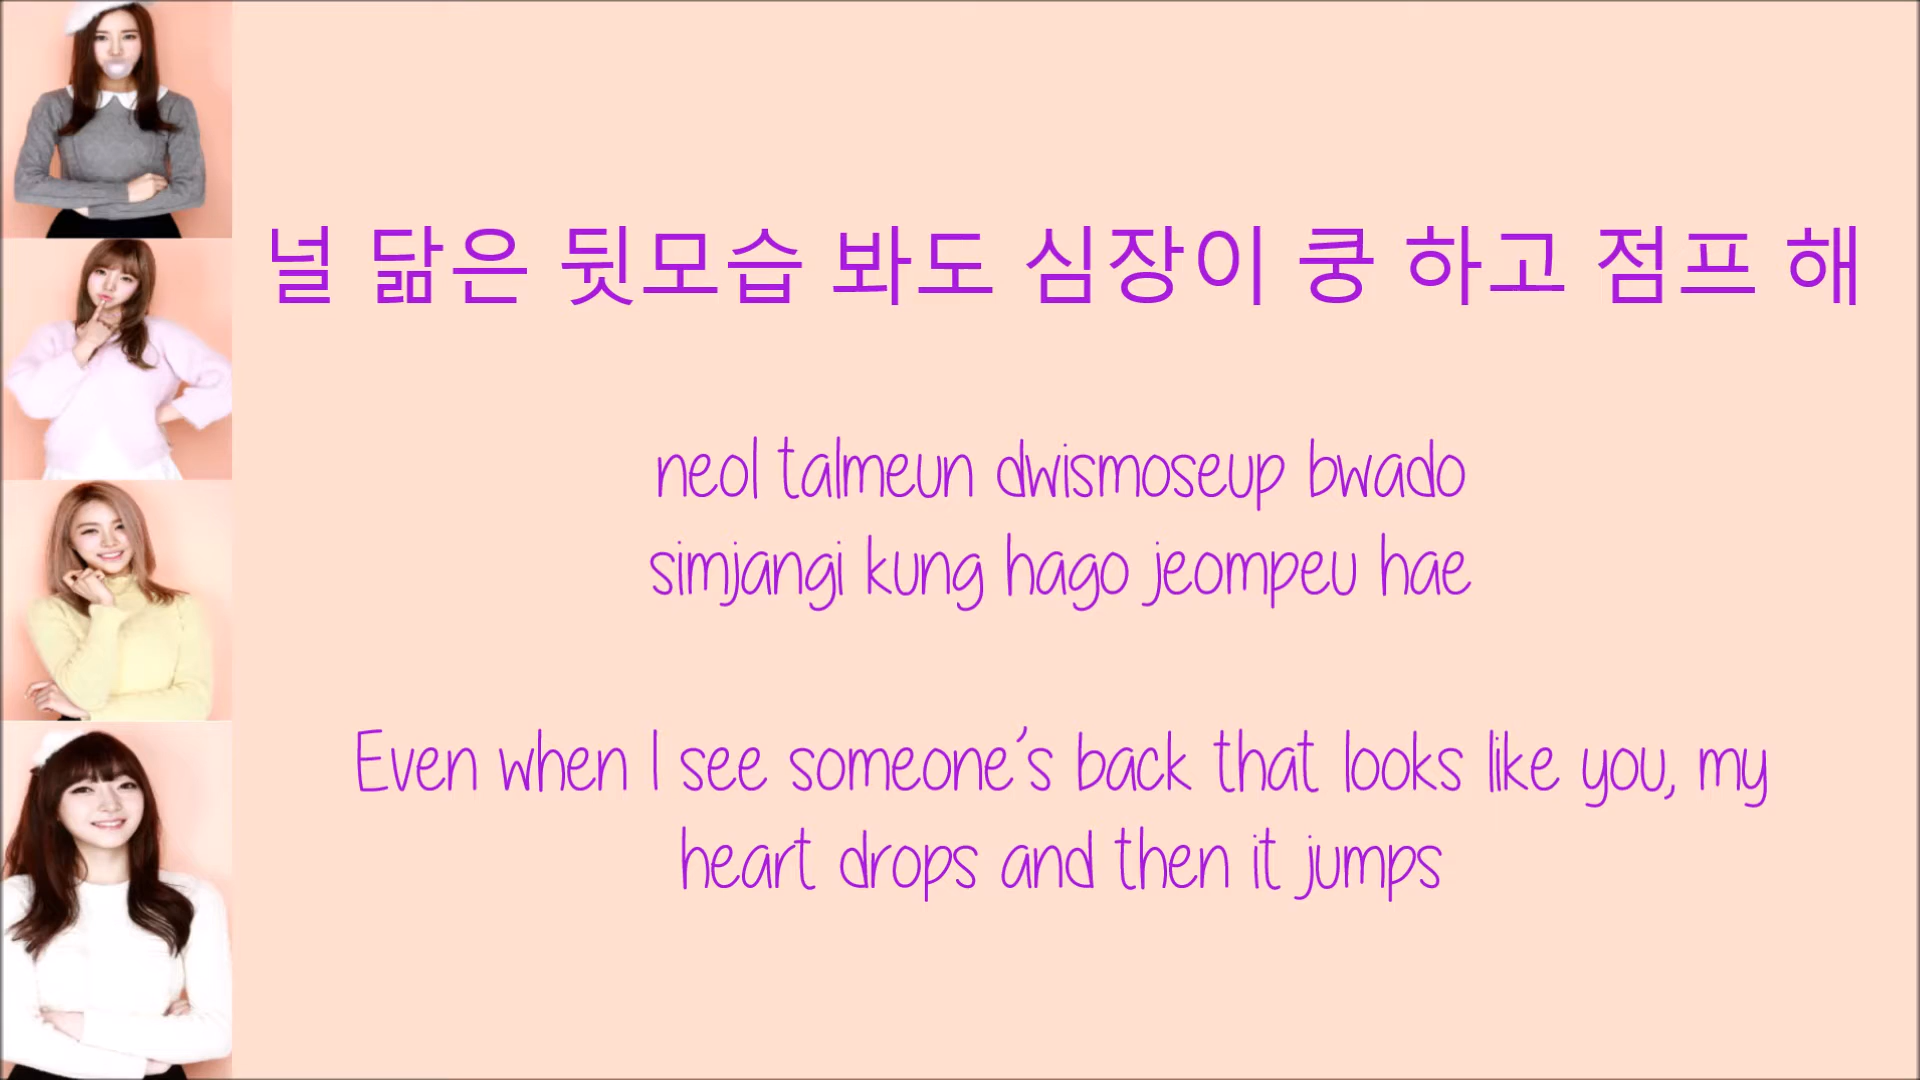 널 닮은 뒷모습 봐도 심장이 쿵 하고 점프 해
neol talmeun dwismoseup bwado
simjangi kung hago jeompeu hae
Even when I see someone's back that looks like you, my
heart drops and then it jumps